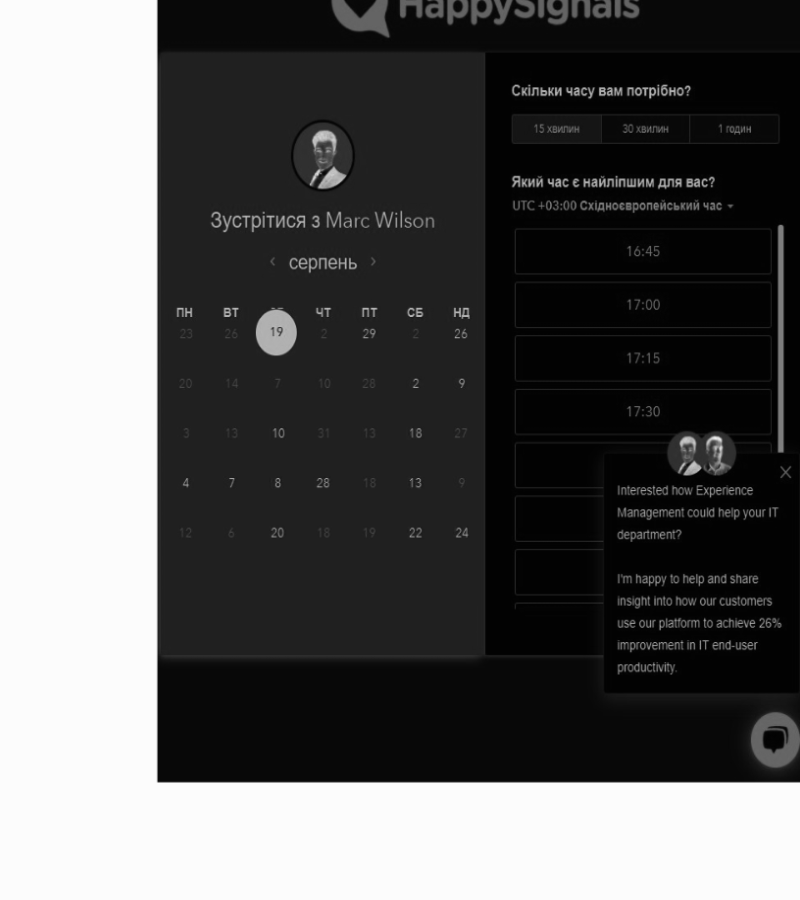 HappySignals
Зустрітися з Marc Wilson
серпень
ПН ВТ ЧТ ПТ СБ НД
23 26 19 2 29 2 26
20 14 7 10 28 2 9
3 13 10 31 13 18 27
4 7 8 28 18 13 9
12 6 20 18 19 22 24
Скільки часу вам потрібно?
15 хвилин 30 хвилин 1 годин
Який час є найліпшим для вас?
UTC +03:00 Східноєвропейський час
16:45
17:00
17:15
17:30
Interested how Experience
Management could help your IT
department?
I'm happy to help and share
insight into how our customers
use our platform to achieve 26%
improvement in IT end-user
productivity.